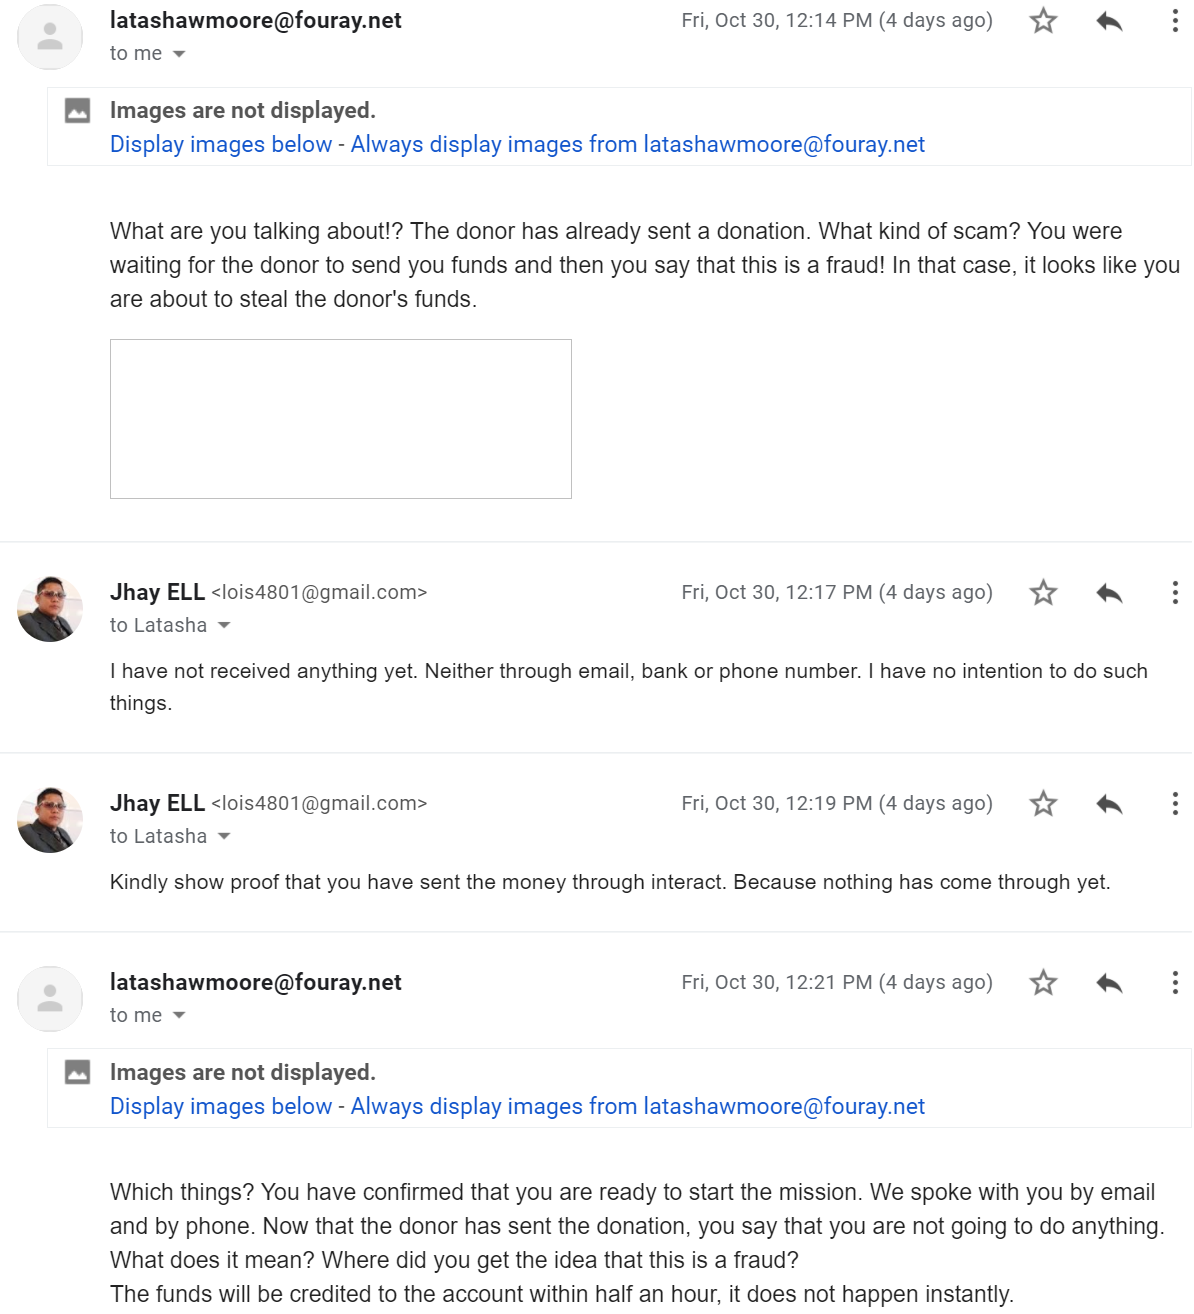 latashawmoore@fouray.net Fri, Oct 30, 12:14 PM (4 days ago)
to me
Images are not displayed.
Display images below - Always display images from latashawmoore@fouray.net
What are you talking about!? The donor has already sent a donation. What kind of scam? You were
waiting for the donor to send you funds and then you say that this is a fraud! In that case, it looks like you
are about to steal the donor's funds.
Jhay ELL <lois4801@gmail.com> Fri, Oct 30, 12:17 PM (4 days ago)
to Latasha
I have not received anything yet. Neither through email, bank or phone number. I have no intention to do such
things.
Jhay ELL <lois4801@gmail.com> Fri, Oct 30, 12:19 PM (4 days ago)
to Latasha
Kindly show proof that you have sent the money through interact. Because nothing has come through yet.
latashawmoore@fouray.net Fri, Oct 30, 12:21 PM (4 days ago)
to me
Images are not displayed.
Display images below - Always display images from latashawmoore@fouray.net
Which things? You have confirmed that you are ready to start the mission. We spoke with you by email
and by phone. Now that the donor has sent the donation, you say that you are not going to do anything.
What does it mean? Where did you get the idea that this is a fraud?
The funds will be credited to the account within half an hour, it does not happen instantly.